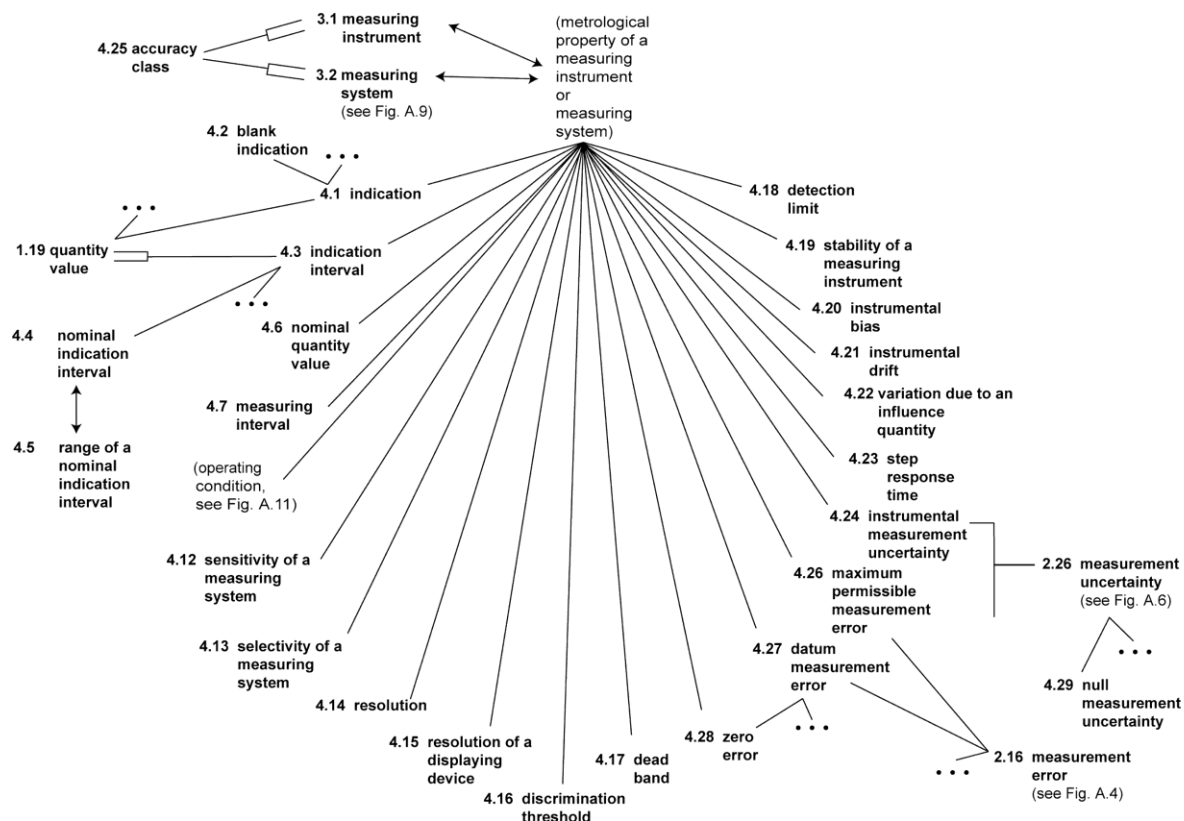 3.1 measuring
instrument
4.25 accuracy
class
3.2 measuring
system
(see Fig. A.9)
(metrological
property of a
measuring
instrument
or
measuring
system)
4.2 blank
indication
• • •
4.1 indication
• • •
1.19 quantity
value
4.3 indication
interval
• • •
4.4 nominal
indication
interval
4.5 range of a
nominal
indication
interval
4.6 nominal
quantity
value
4.7 measuring
interval
(operating
condition,
see Fig. A.11)
4.12 sensitivity of a
measuring
system
4.13 selectivity of a
measuring
system
4.14 resolution
4.15 resolution of a
displaying
device
4.16 discrimination
threshold
4.17 dead
band
4.28 zero
error
• • •
4.27 datum
measurement
error
4.26 maximum
permissible
measurement
error
4.24 instrumental
measurement
uncertainty
4.23 step
response
time
4.22 variation due to an
influence
quantity
4.21 instrumental
drift
4.20 instrumental
bias
4.19 stability of a
measuring
instrument
4.18 detection
limit
2.26 measurement
uncertainty
(see Fig. A.6)
• • •
4.29 null
measurement
uncertainty
2.16 measurement
error
(see Fig. A.4)
• • •